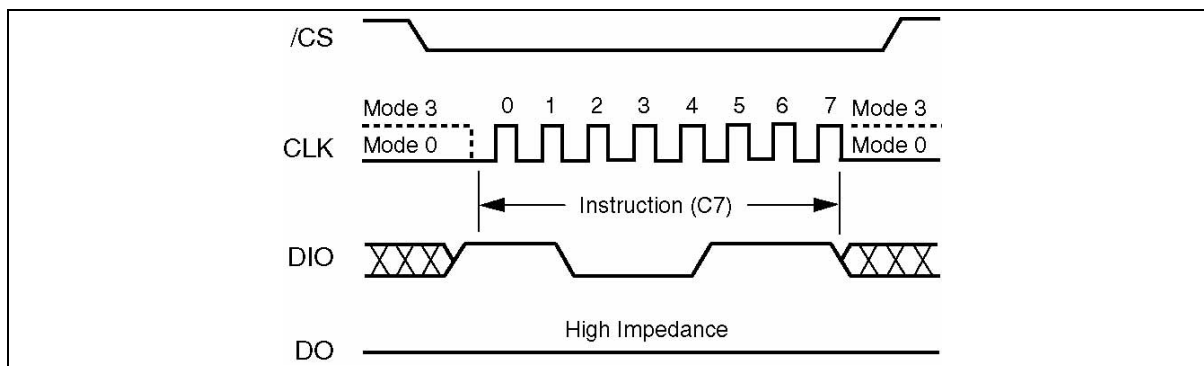 /CS
0 1 2 3 4 5 6 7
Mode 3 Mode 3
CLK Mode 0 Mode 0
Instruction (C7)
DIO
High Impedance
DO